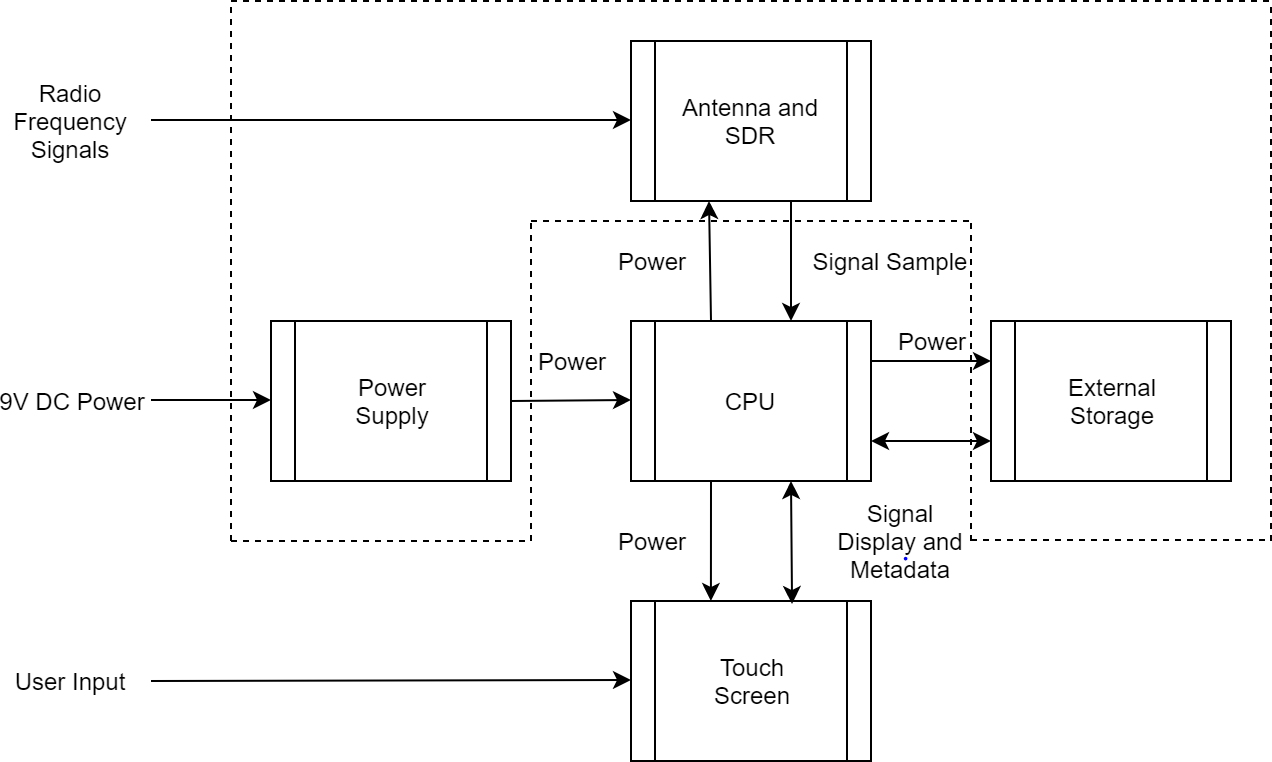 Radio
Frequency
Signals
Antenna and
SDR
Power
Signal Sample
9V DC Power
Power
Supply
Power
CPU
Power
External
Storage
Power
Signal
Display and
Metadata
User Input
Touch
Screen